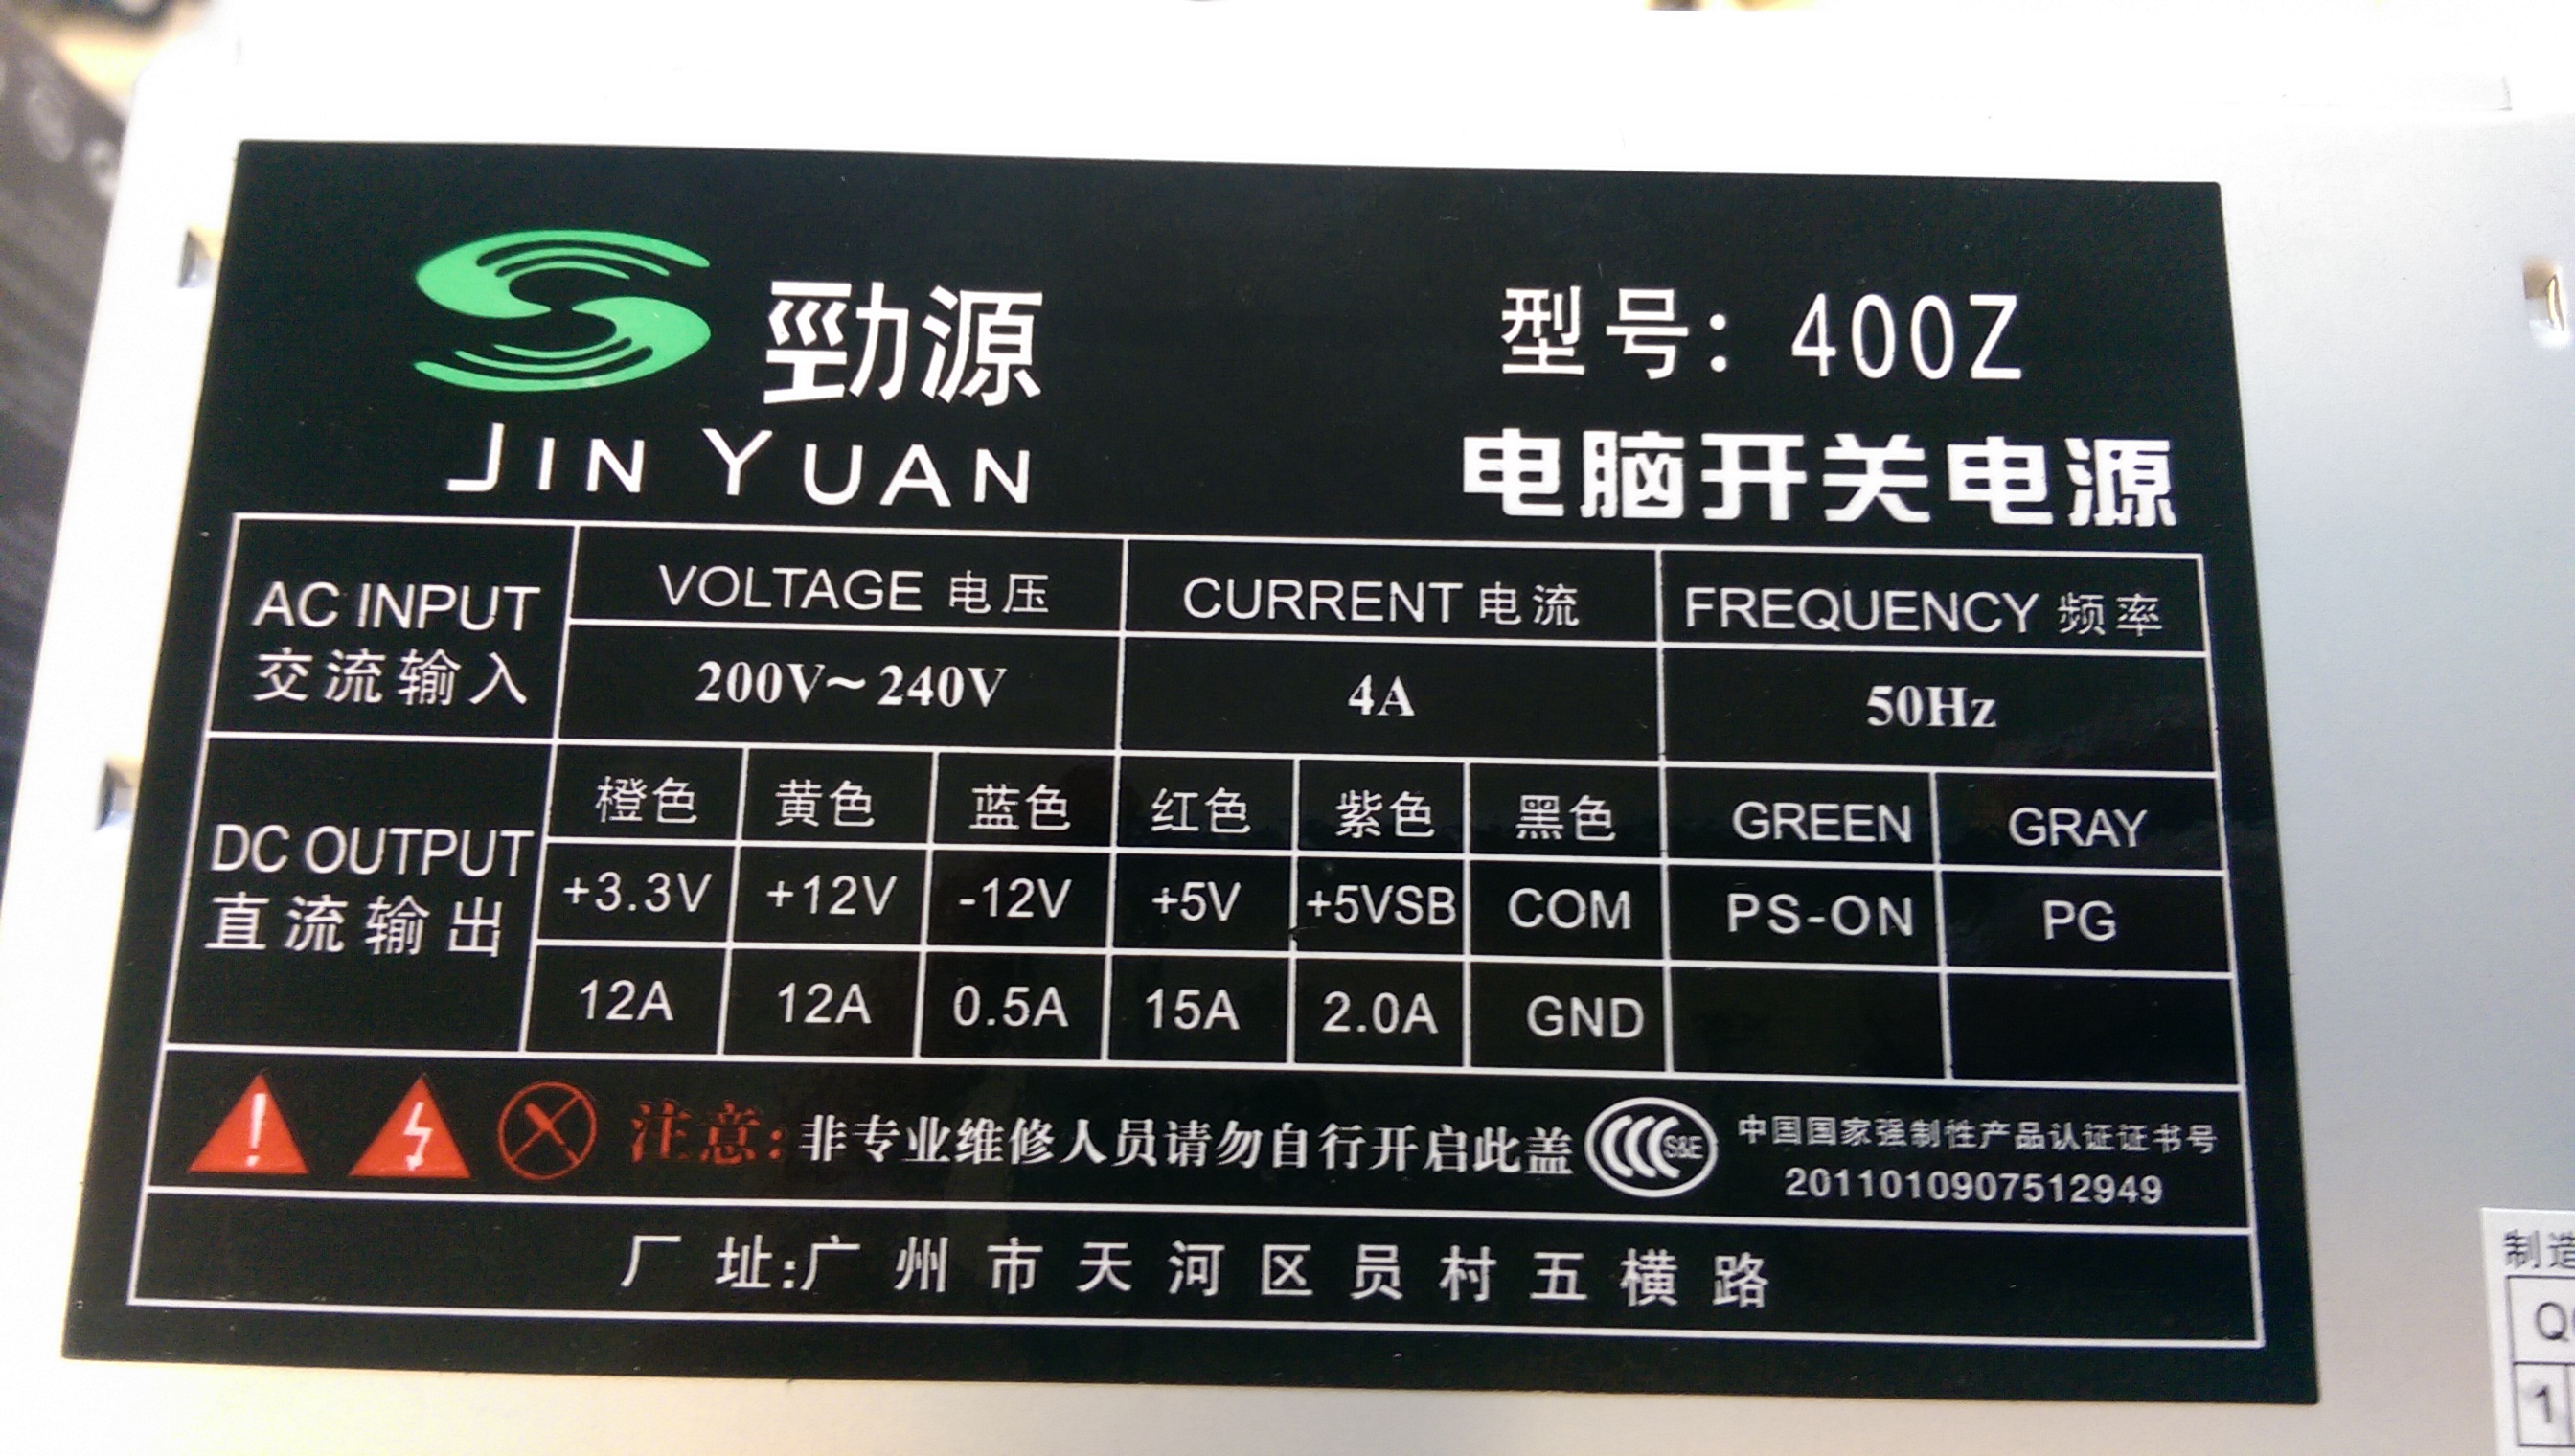 勁源
JIN YUAN
型号：400Z
电脑开关电源
AC INPUT
交流输入
VOLTAGE 电压
CURRENT 电流
FREQUENCY 频率
200V～240V
4A
50Hz
DC OUTPUT
直流输出
橙色 黄色 蓝色 红色 紫色 黑色 GREEN GRAY
+3.3V +12V -12V +5V +5VSB COM PS-ON PG
12A 12A 0.5A 15A 2.0A GND
注意：非专业维修人员请勿自行开启此盖
S&E
中国国家强制性产品认证证书号
2011010907512949
厂址:广州市天河区员村五横路
制造
1